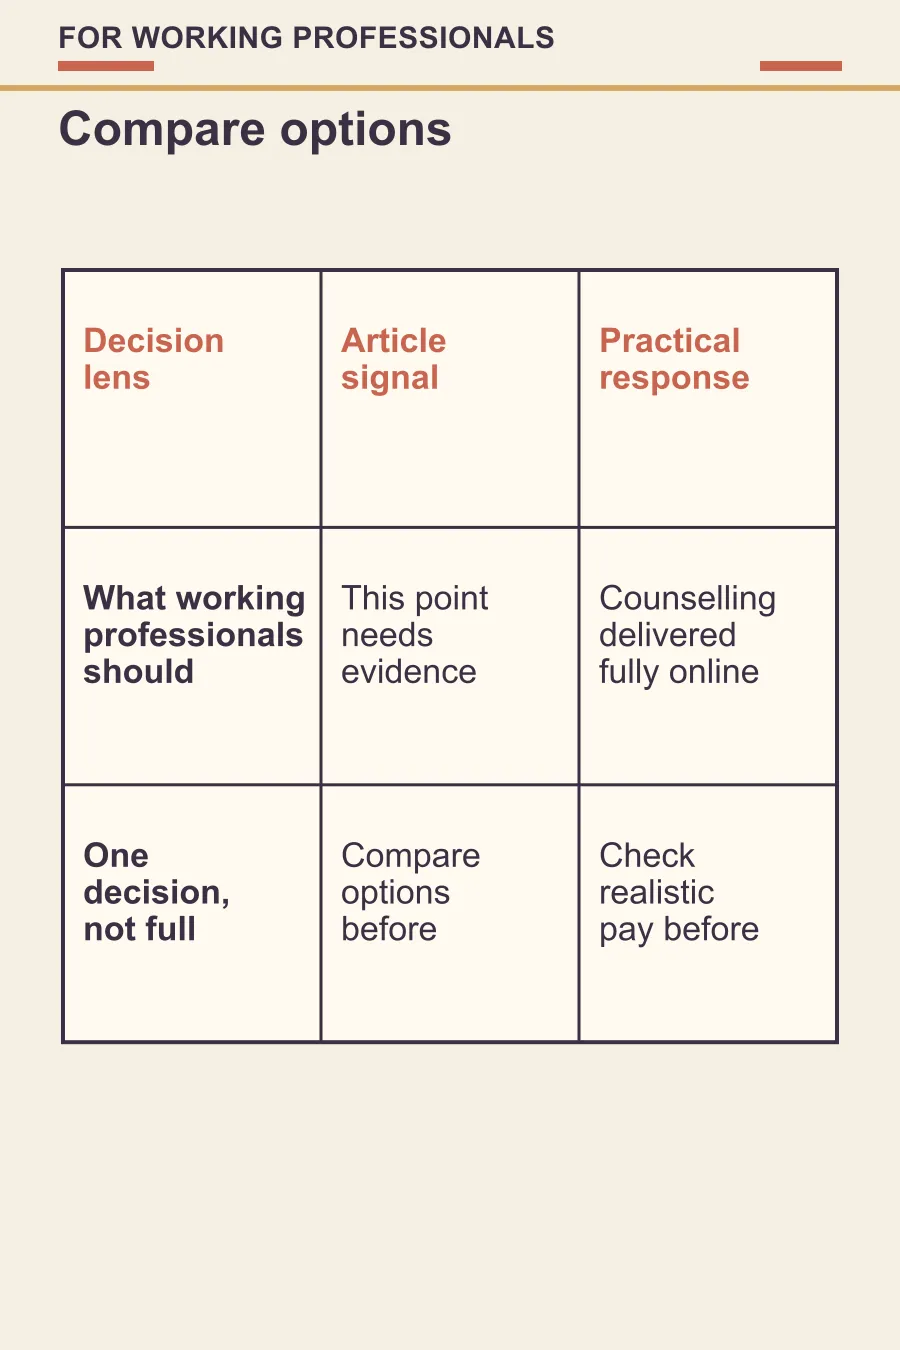 FOR WORKING PROFESSIONALS
Compare options
Decision
lens
Article
signal
Practical
response
What working
professionals
should
This point
needs
evidence
Counselling
delivered
fully online
One
decision,
not full
Compare
options
before
Check
realistic
pay before